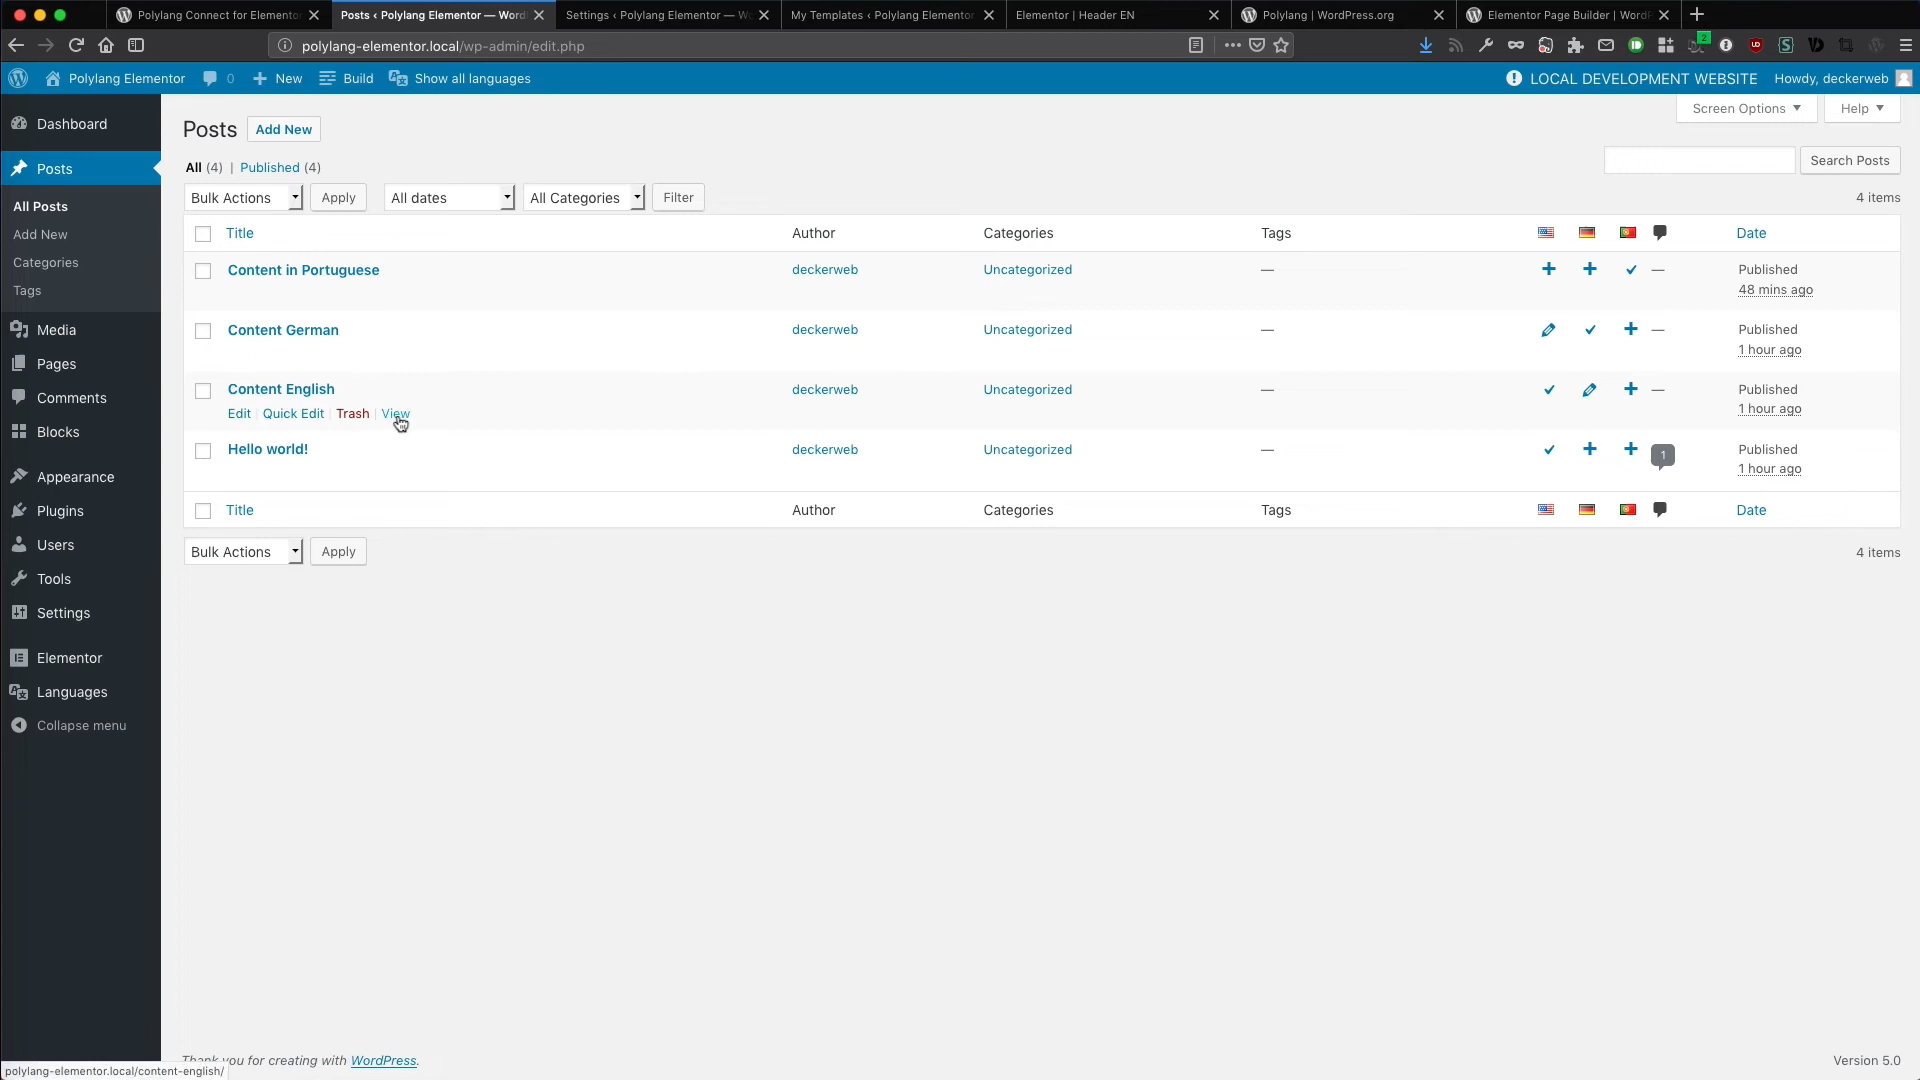 Polylang Connect for Elementor
Posts ‹ Polylang Elementor — Word
Settings ‹ Polylang Elementor — Wo
My Templates ‹ Polylang Elementor
Elementor | Header EN
Polylang | WordPress.org
Elementor Page Builder | WordP
polylang-elementor.local/wp-admin/edit.php
2
Polylang Elementor
0
New
Build
Show all languages
LOCAL DEVELOPMENT WEBSITE
Howdy, deckerweb
Dashboard
Posts
All Posts
Add New
Categories
Tags
Media
Pages
Comments
Blocks
Appearance
Plugins
Users
Tools
Settings
Elementor
Languages
Collapse menu
Screen Options
Help
Posts
Add New
All (4) | Published (4)
Search Posts
Bulk Actions
Apply
All dates
All Categories
Filter
4 items
Title Author Categories Tags Date
Content in Portuguese deckerweb Uncategorized — — Published
48 mins ago
Content German deckerweb Uncategorized — — Published
1 hour ago
Content English deckerweb Uncategorized — — Published
Edit | Quick Edit | Trash | View 1 hour ago
Hello world! deckerweb Uncategorized — 1 Published
1 hour ago
Title Author Categories Tags Date
Bulk Actions
Apply
4 items
Thank you for creating with WordPress.
Version 5.0
polylang-elementor.local/content-english/